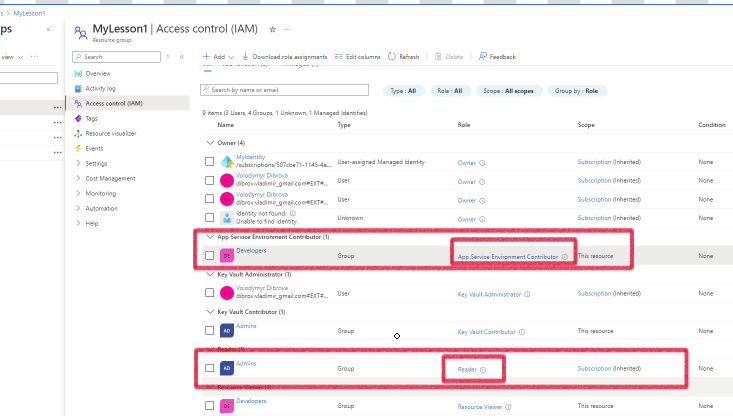 s > MyLesson1
ps «
MyLesson1 | Access control (IAM) ☆ ···
Resource group
view ···
Search «
Add Download role assignments Edit columns Refresh Delete Feedback
Overview
Activity log
Access control (IAM)
Tags
Resource visualizer
Events
Settings
Cost Management
Monitoring
Automation
Help
Search by name or email Type : All Role : All Scope : All scopes Group by : Role
9 items (3 Users, 4 Groups, 1 Unknown, 1 Managed Identities)
Name Type Role Scope Condition
Owner (4)
MyIdentity
/subscriptions/507cbe71-1145-4a... User-assigned Managed Identity Owner Subscription (Inherited) None
Volodymyr Dibrova
dibrov.vladimir_gmail.com#EXT#... User Owner Subscription (Inherited) None
Volodymyr Dibrova
dibrov.vladimir_gmail.com#EXT#... User Owner Subscription (Inherited) None
Identity not found.
Unable to find identity. Unknown Owner Subscription (Inherited) None
App Service Environment Contributor (1)
DE Developers Group App Service Environment Contributor This resource None
Key Vault Administrator (1)
Volodymyr Dibrova
dibrov.vladimir_gmail.com#EXT#... User Key Vault Administrator Subscription (Inherited) None
Key Vault Contributor (1)
AD Admins Group Key Vault Contributor This resource None
Reader (1)
AD Admins Group Reader Subscription (Inherited) None
Resource Viewer (1)
DE Developers Group Resource Viewer This resource None